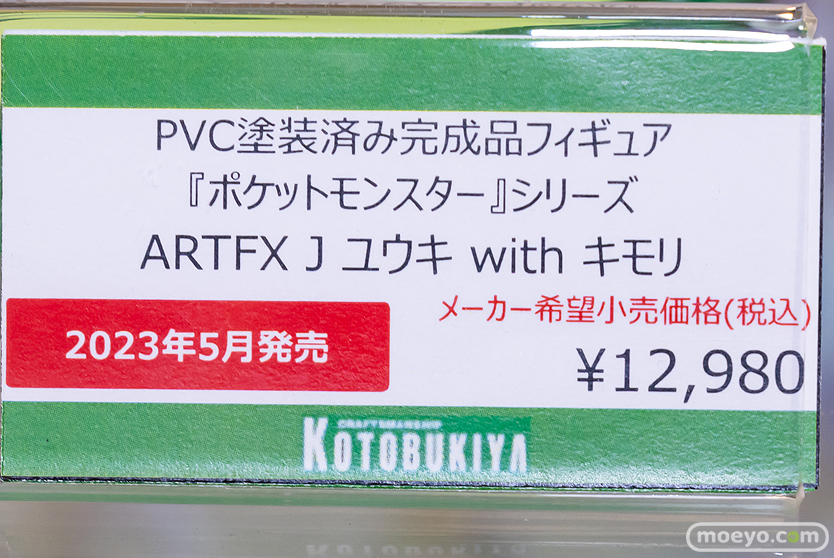 PVC塗装済み完成品フィギュア
『ポケットモンスター』シリーズ
ARTFX J ユウキ with キモリ
メーカー希望小売価格(税込)
2023年5月発売
¥12,980
CRAFTSMANSHIP
KOTOBUKIYA
moeyo.com